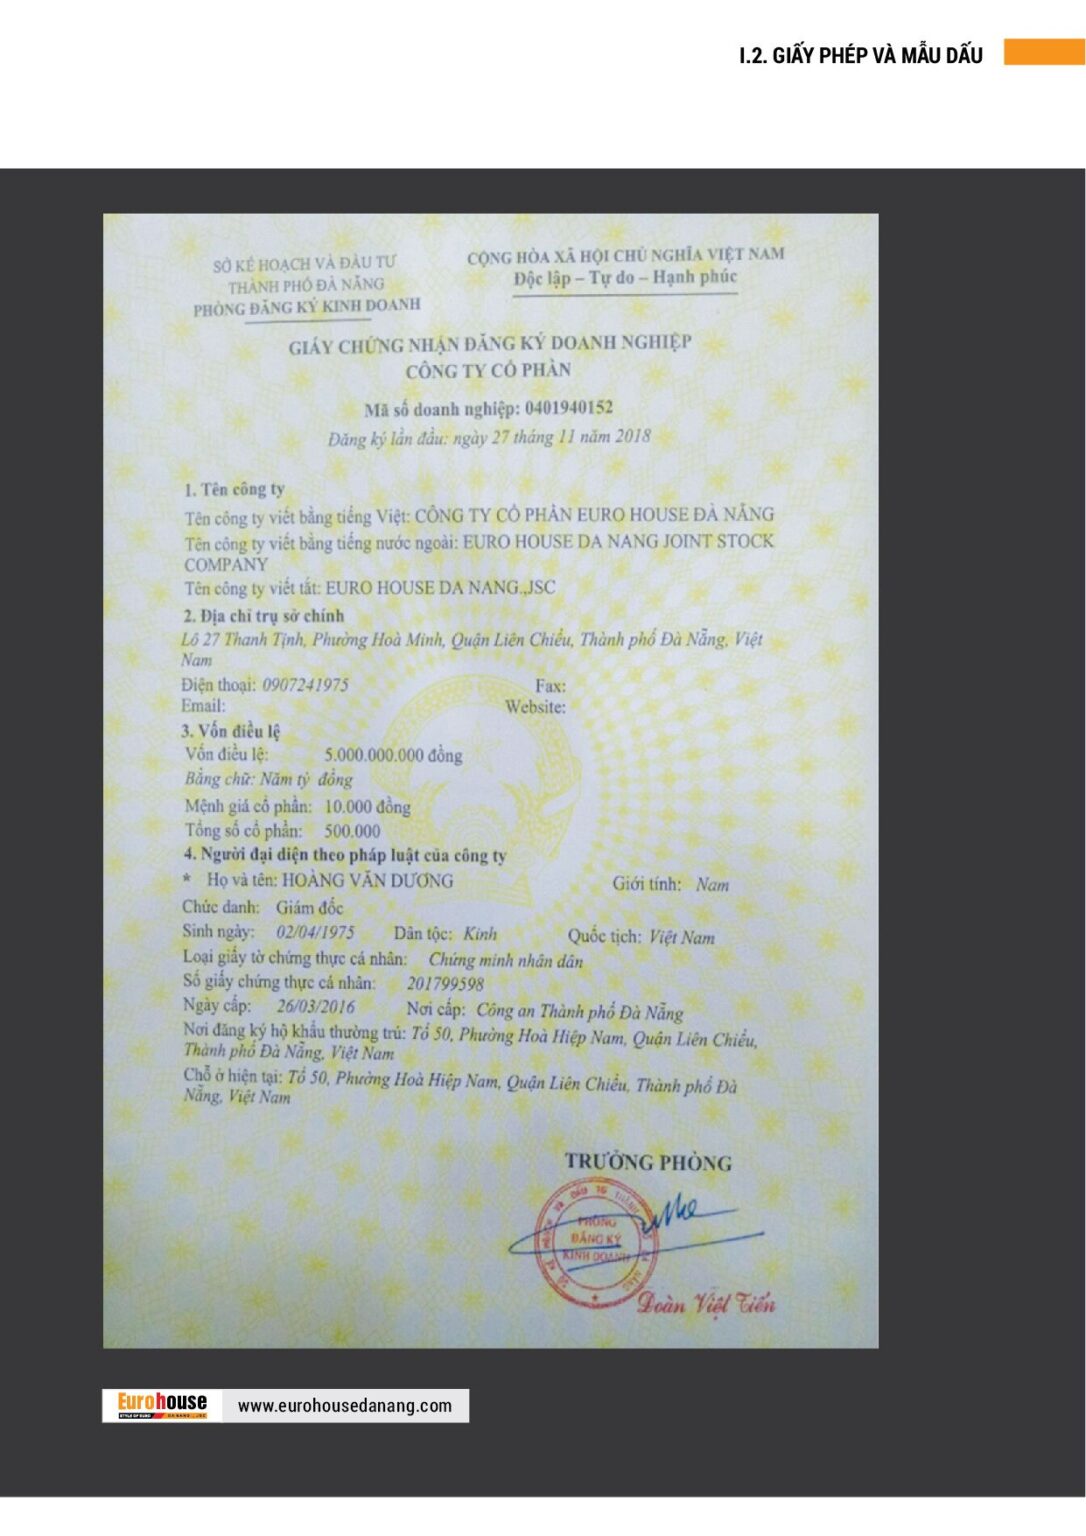 I.2. GIẤY PHÉP VÀ MẪU DẤU
SỞ KẾ HOẠCH VÀ ĐẦU TƯ
THÀNH PHỐ ĐÀ NẴNG
PHÒNG ĐĂNG KÝ KINH DOANH
CỘNG HÒA XÃ HỘI CHỦ NGHĨA VIỆT NAM
Độc lập – Tự do – Hạnh phúc
GIẤY CHỨNG NHẬN ĐĂNG KÝ DOANH NGHIỆP
CÔNG TY CỔ PHẦN
Mã số doanh nghiệp: 0401940152
Đăng ký lần đầu: ngày 27 tháng 11 năm 2018
1. Tên công ty
Tên công ty viết bằng tiếng Việt: CÔNG TY CỔ PHẦN EURO HOUSE ĐÀ NẴNG
Tên công ty viết bằng tiếng nước ngoài: EURO HOUSE DA NANG JOINT STOCK
COMPANY
Tên công ty viết tắt: EURO HOUSE DA NANG.,JSC
2. Địa chỉ trụ sở chính
Lô 27 Thanh Tịnh, Phường Hoà Minh, Quận Liên Chiểu, Thành phố Đà Nẵng, Việt
Nam
Điện thoại: 0907241975 Fax:
Email: Website:
3. Vốn điều lệ
Vốn điều lệ: 5.000.000.000 đồng
Bằng chữ: Năm tỷ đồng
Mệnh giá cổ phần: 10.000 đồng
Tổng số cổ phần: 500.000
4. Người đại diện theo pháp luật của công ty
* Họ và tên: HOÀNG VĂN DƯƠNG Giới tính: Nam
Chức danh: Giám đốc
Sinh ngày: 02/04/1975 Dân tộc: Kinh Quốc tịch: Việt Nam
Loại giấy tờ chứng thực cá nhân: Chứng minh nhân dân
Số giấy chứng thực cá nhân: 201799598
Ngày cấp: 26/03/2016 Nơi cấp: Công an Thành phố Đà Nẵng
Nơi đăng ký hộ khẩu thường trú: Tổ 50, Phường Hoà Hiệp Nam, Quận Liên Chiểu,
Thành phố Đà Nẵng, Việt Nam
Chỗ ở hiện tại: Tổ 50, Phường Hoà Hiệp Nam, Quận Liên Chiểu, Thành phố Đà
Nẵng, Việt Nam
TRƯỞNG PHÒNG
PHÒNG
ĐĂNG KÝ
KINH DOANH
Đoàn Việt Tiến
Eurohouse
STYLE OF EURO DA NANG .,JSC
www.eurohousedanang.com